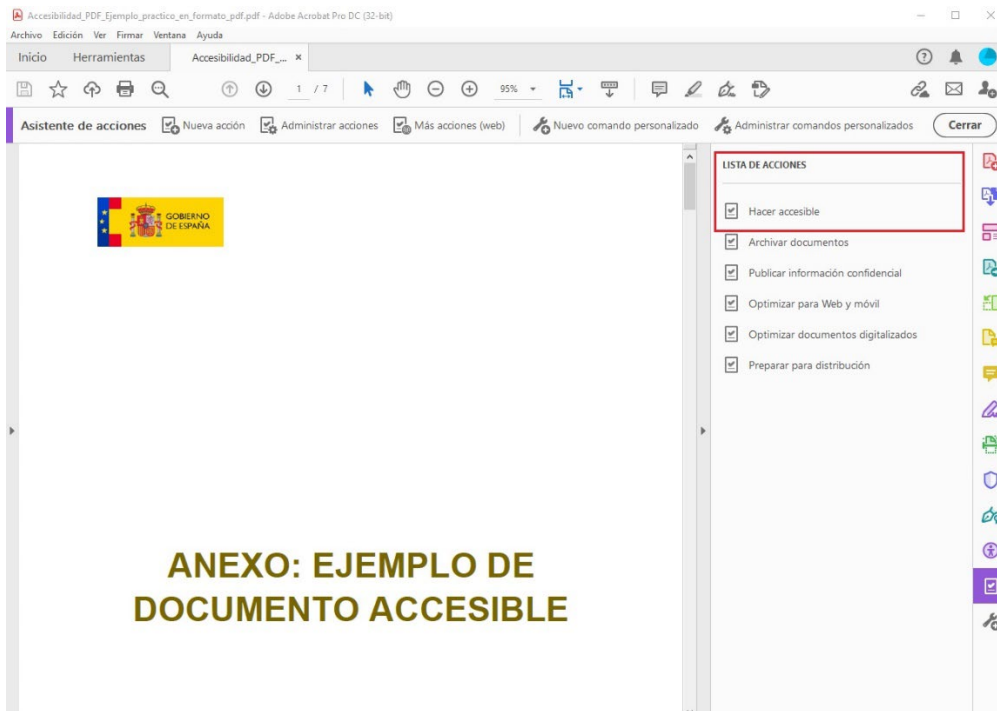 Accesibilidad_PDF_Ejemplo_practico_en_formato_pdf.pdf - Adobe Acrobat Pro DC (32-bit)
Archivo Edición Ver Firmar Ventana Ayuda
Inicio Herramientas Accesibilidad_PDF_... ×
1 / 7 95%
Asistente de acciones Nueva acción Administrar acciones Más acciones (web) Nuevo comando personalizado Administrar comandos personalizados Cerrar
LISTA DE ACCIONES
Hacer accesible
Archivar documentos
Publicar información confidencial
Optimizar para Web y móvil
Optimizar documentos digitalizados
Preparar para distribución
GOBIERNO
DE ESPAÑA
ANEXO: EJEMPLO DE
DOCUMENTO ACCESIBLE